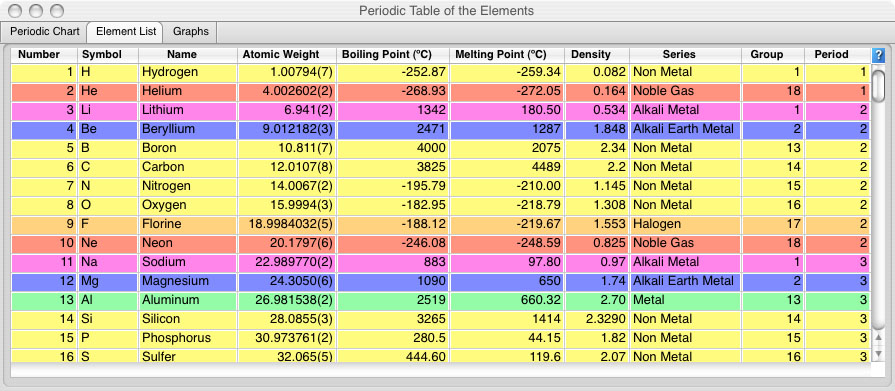 Periodic Table of the Elements
Periodic Chart Element List Graphs
Number Symbol Name Atomic Weight Boiling Point (°C) Melting Point (°C) Density Series Group Period ?
1 H Hydrogen 1.00794(7) -252.87 -259.34 0.082 Non Metal 1 1
2 He Helium 4.002602(2) -268.93 -272.05 0.164 Noble Gas 18 1
3 Li Lithium 6.941(2) 1342 180.50 0.534 Alkali Metal 1 2
4 Be Beryllium 9.012182(3) 2471 1287 1.848 Alkali Earth Metal 2 2
5 B Boron 10.811(7) 4000 2075 2.34 Non Metal 13 2
6 C Carbon 12.0107(8) 3825 4489 2.2 Non Metal 14 2
7 N Nitrogen 14.0067(2) -195.79 -210.00 1.145 Non Metal 15 2
8 O Oxygen 15.9994(3) -182.95 -218.79 1.308 Non Metal 16 2
9 F Florine 18.9984032(5) -188.12 -219.67 1.553 Halogen 17 2
10 Ne Neon 20.1797(6) -246.08 -248.59 0.825 Noble Gas 18 2
11 Na Sodium 22.989770(2) 883 97.80 0.97 Alkali Metal 1 3
12 Mg Magnesium 24.3050(6) 1090 650 1.74 Alkali Earth Metal 2 3
13 Al Aluminum 26.981538(2) 2519 660.32 2.70 Metal 13 3
14 Si Silicon 28.0855(3) 3265 1414 2.3290 Non Metal 14 3
15 P Phosphorus 30.973761(2) 280.5 44.15 1.82 Non Metal 15 3
16 S Sulfer 32.065(5) 444.60 119.6 2.07 Non Metal 16 3